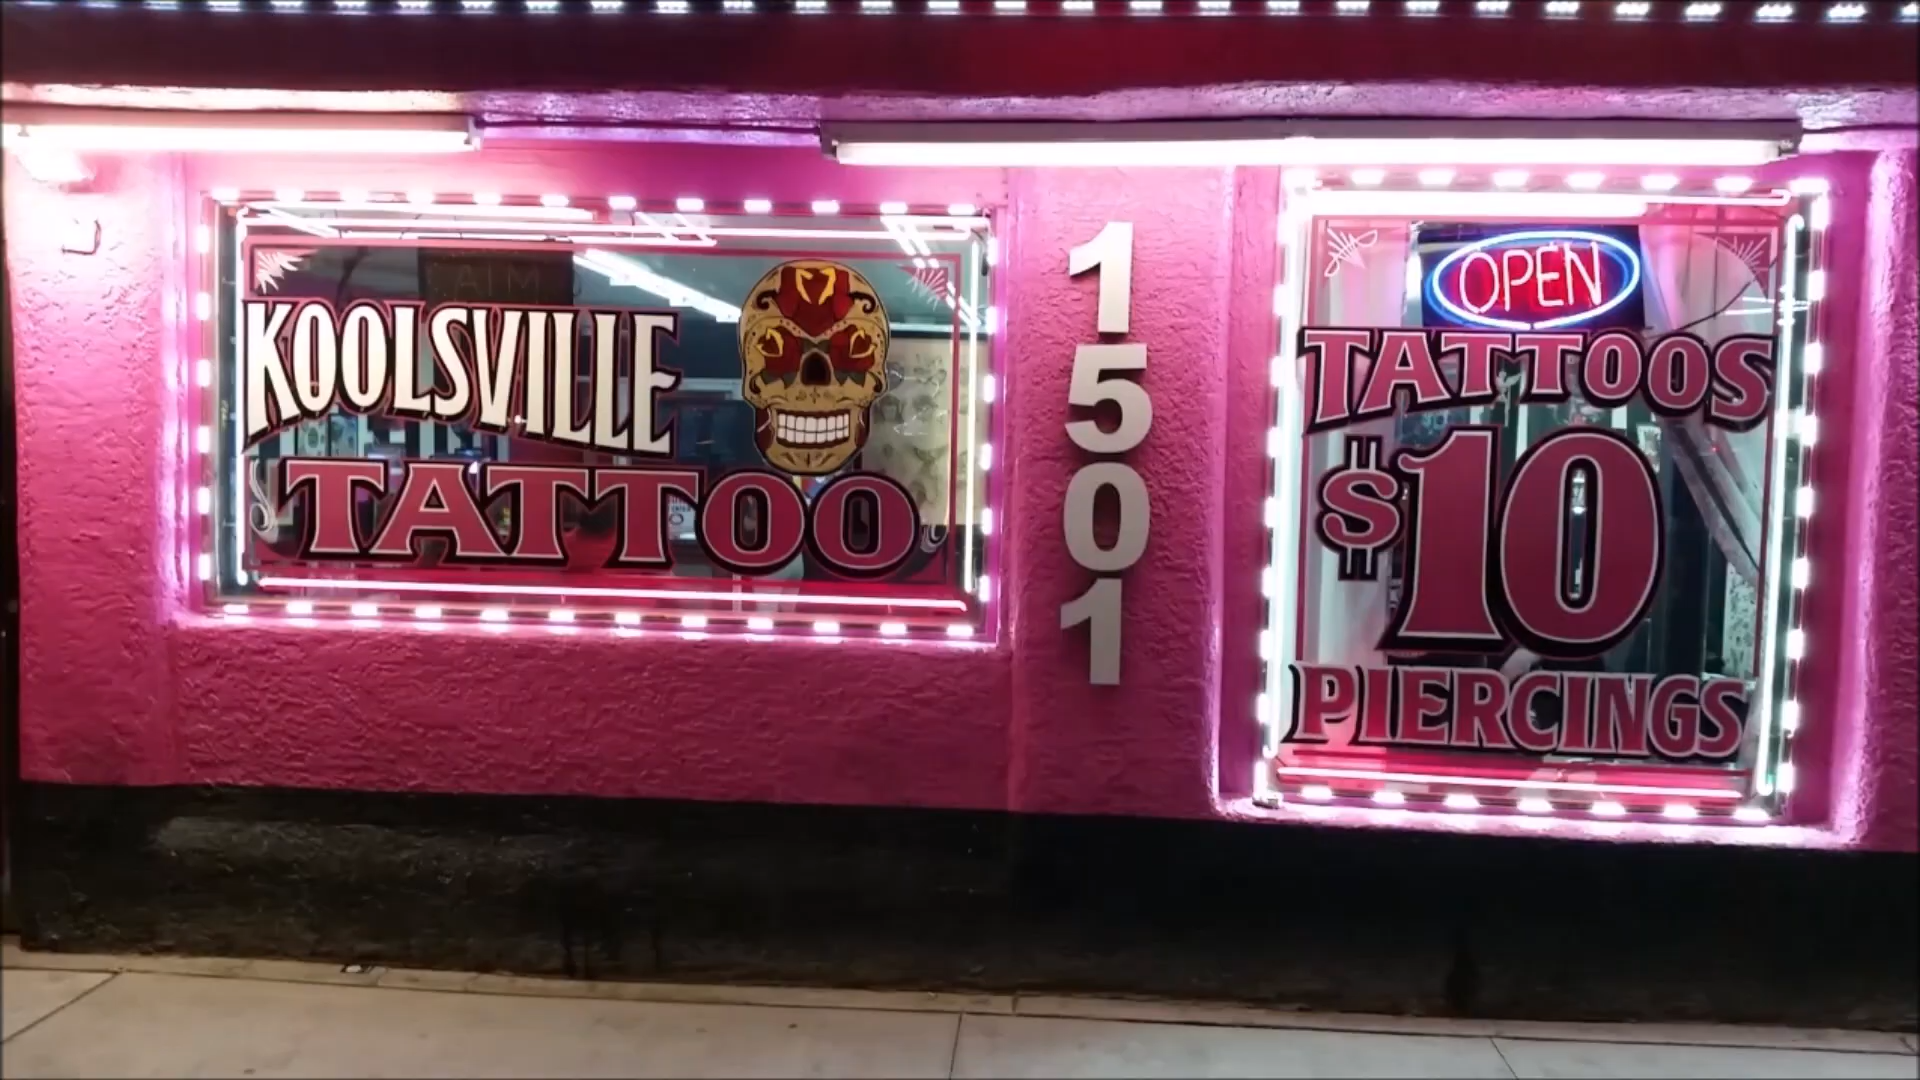 KOOLSVILLE
TATTOO
1501
OPEN
TATTOOS
$10
PIERCINGS